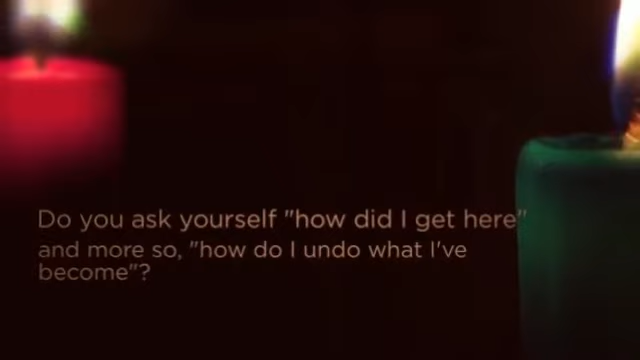 Do you ask yourself "how did I get here"
and more so, "how do I undo what I've
become"?